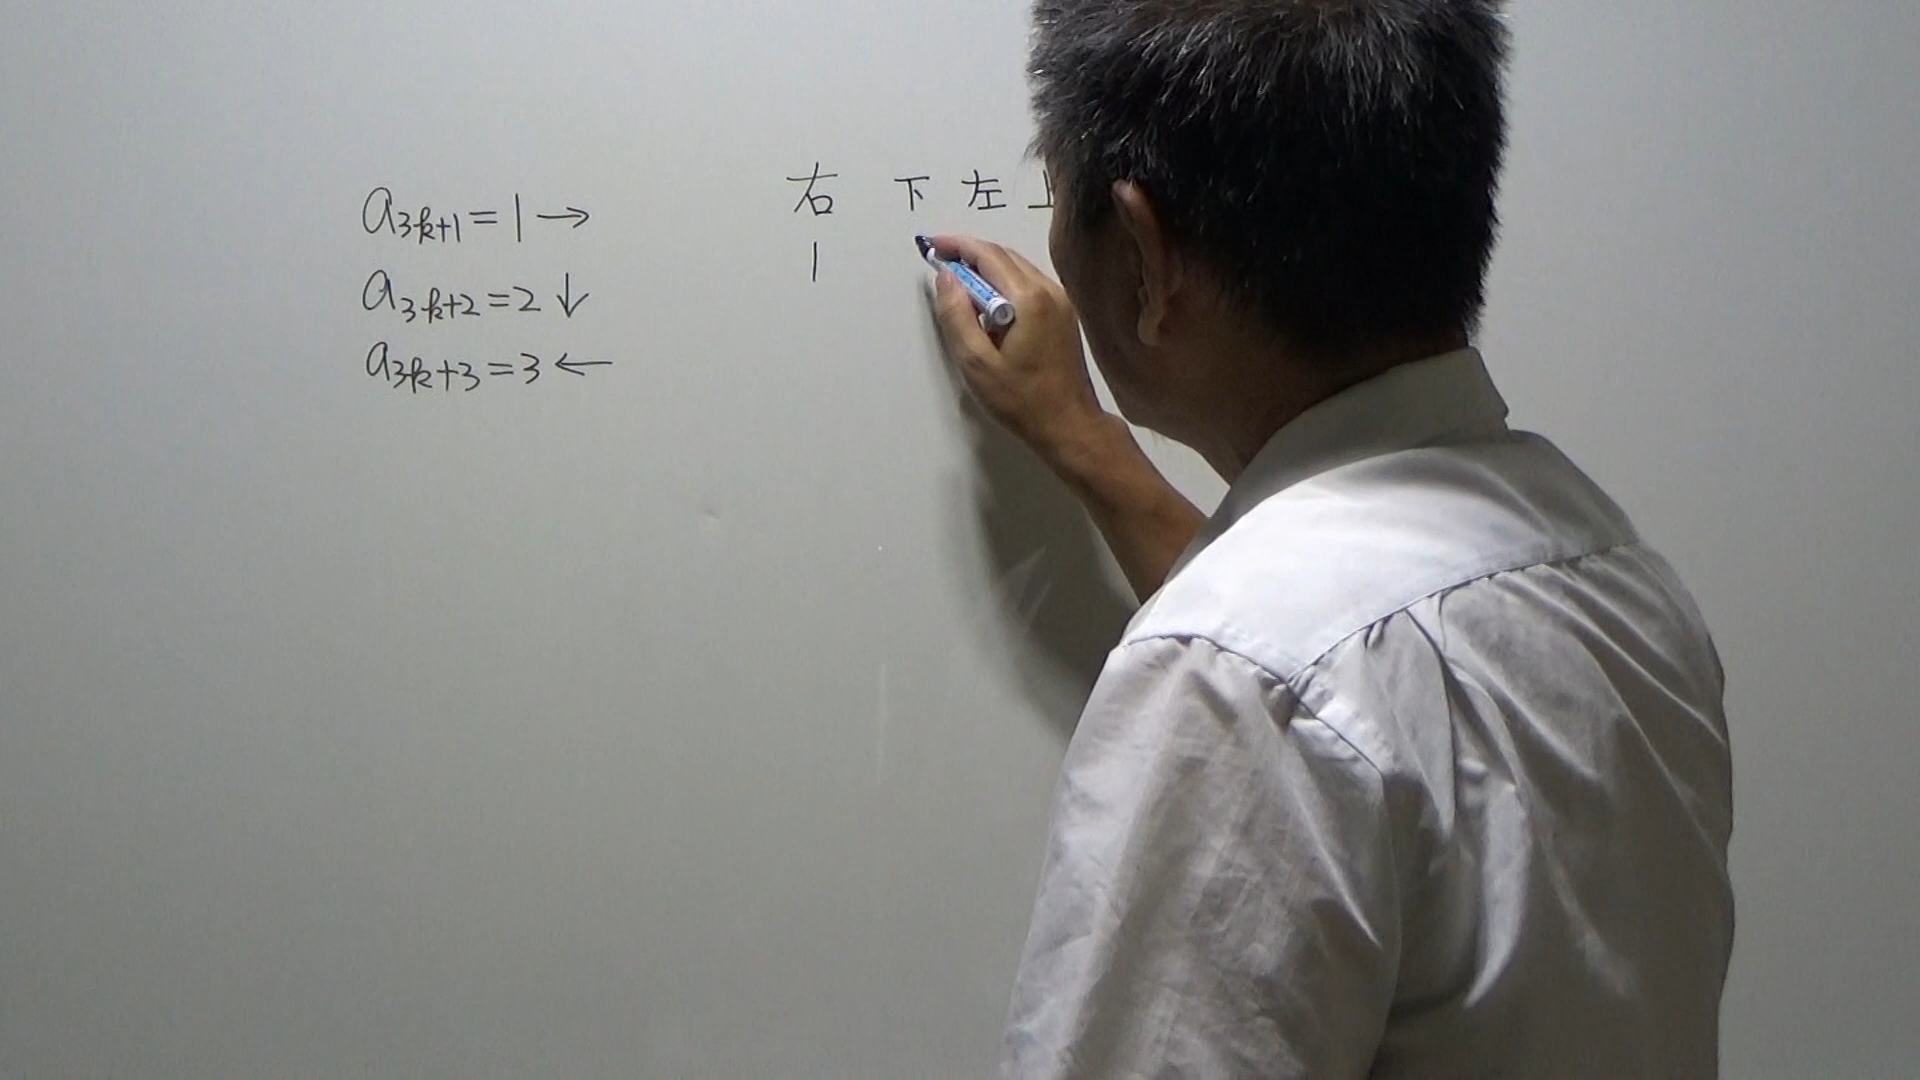 a3k+1=1→
a3k+2=2↓
a3k+3=3←
右 下 左 上
1